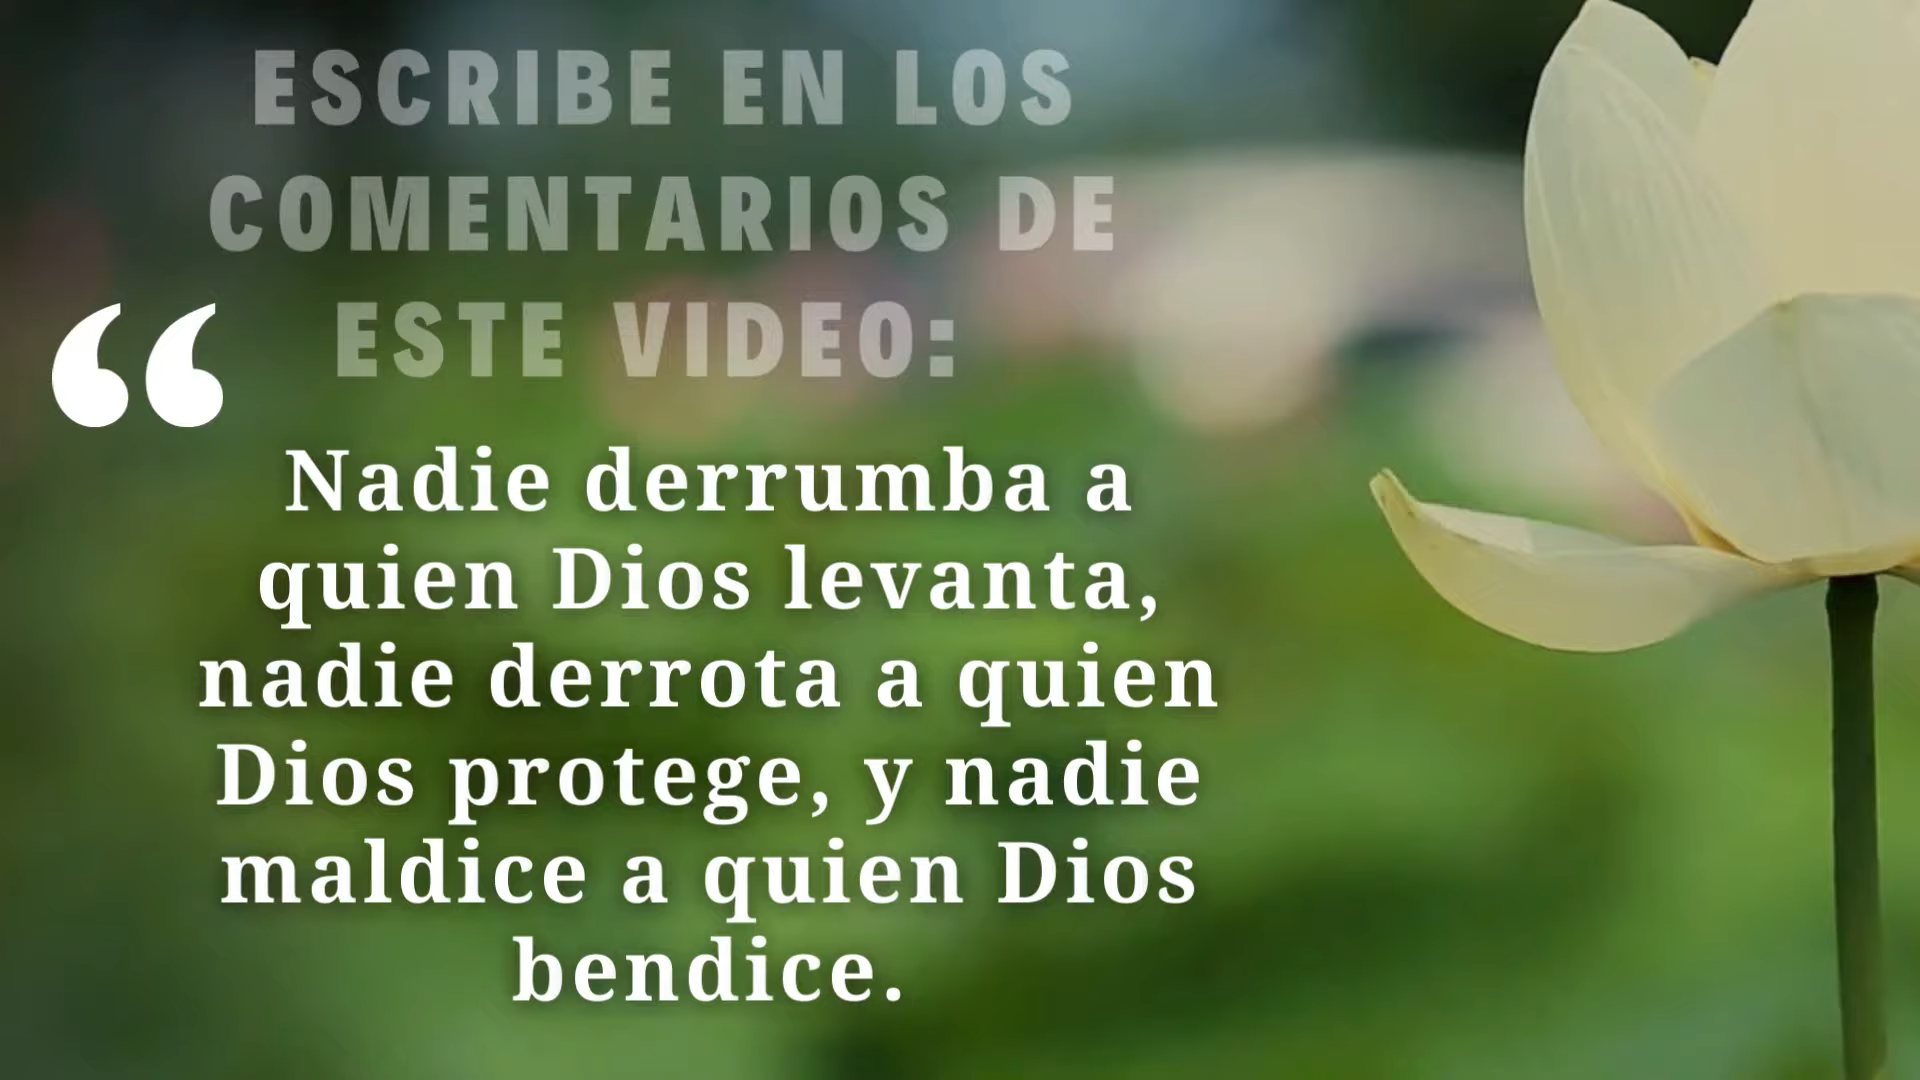 ESCRIBE EN LOS
COMENTARIOS DE
ESTE VIDEO:
“
Nadie derrumba a
quien Dios levanta,
nadie derrota a quien
Dios protege, y nadie
maldice a quien Dios
bendice.